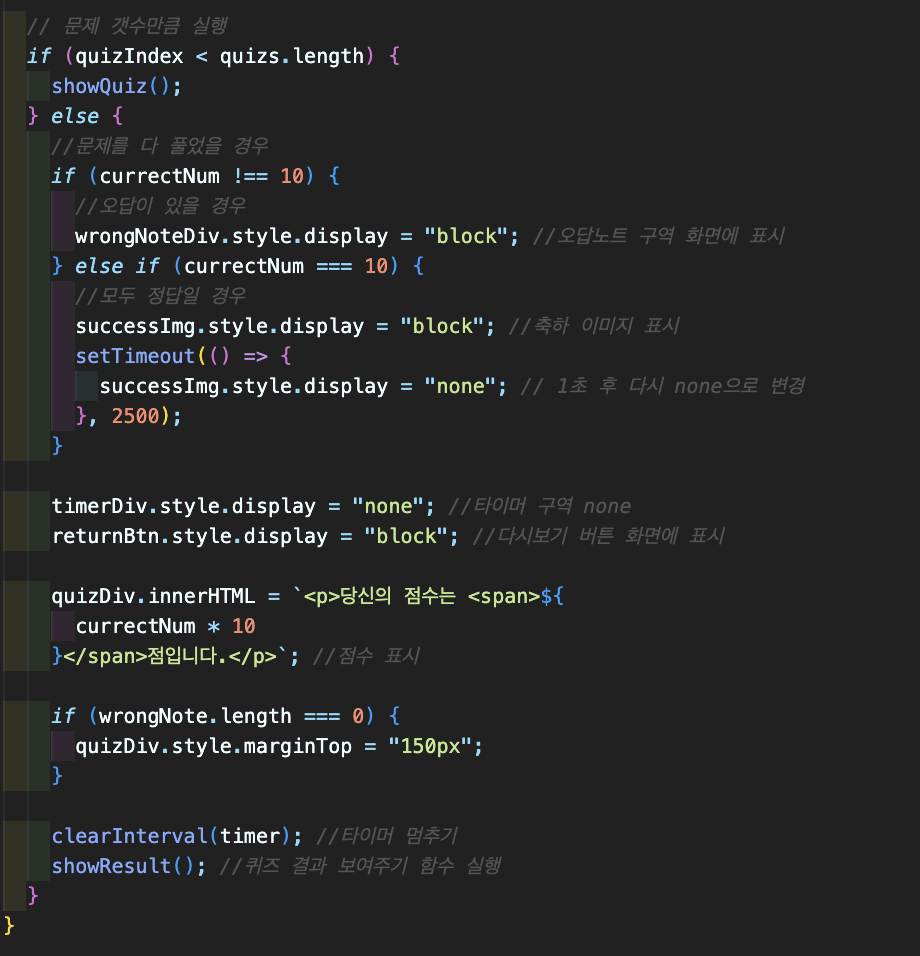 // 문제 갯수만큼 실행
if (quizIndex < quizs.length) {
showQuiz();
} else {
//문제를 다 풀었을 경우
if (currectNum !== 10) {
//오답이 있을 경우
wrongNoteDiv.style.display = "block"; //오답노트 구역 화면에 표시
} else if (currectNum === 10) {
//모두 정답일 경우
successImg.style.display = "block"; //축하 이미지 표시
setTimeout(() => {
successImg.style.display = "none"; // 1초 후 다시 none으로 변경
}, 2500);
}
timerDiv.style.display = "none"; //타이머 구역 none
returnBtn.style.display = "block"; //다시보기 버튼 화면에 표시
quizDiv.innerHTML = `<p>당신의 점수는 <span>${
currectNum * 10
}</span>점입니다.</p>`; //점수 표시
if (wrongNote.length === 0) {
quizDiv.style.marginTop = "150px";
}
clearInterval(timer); //타이머 멈추기
showResult(); //퀴즈 결과 보여주기 함수 실행
}
}